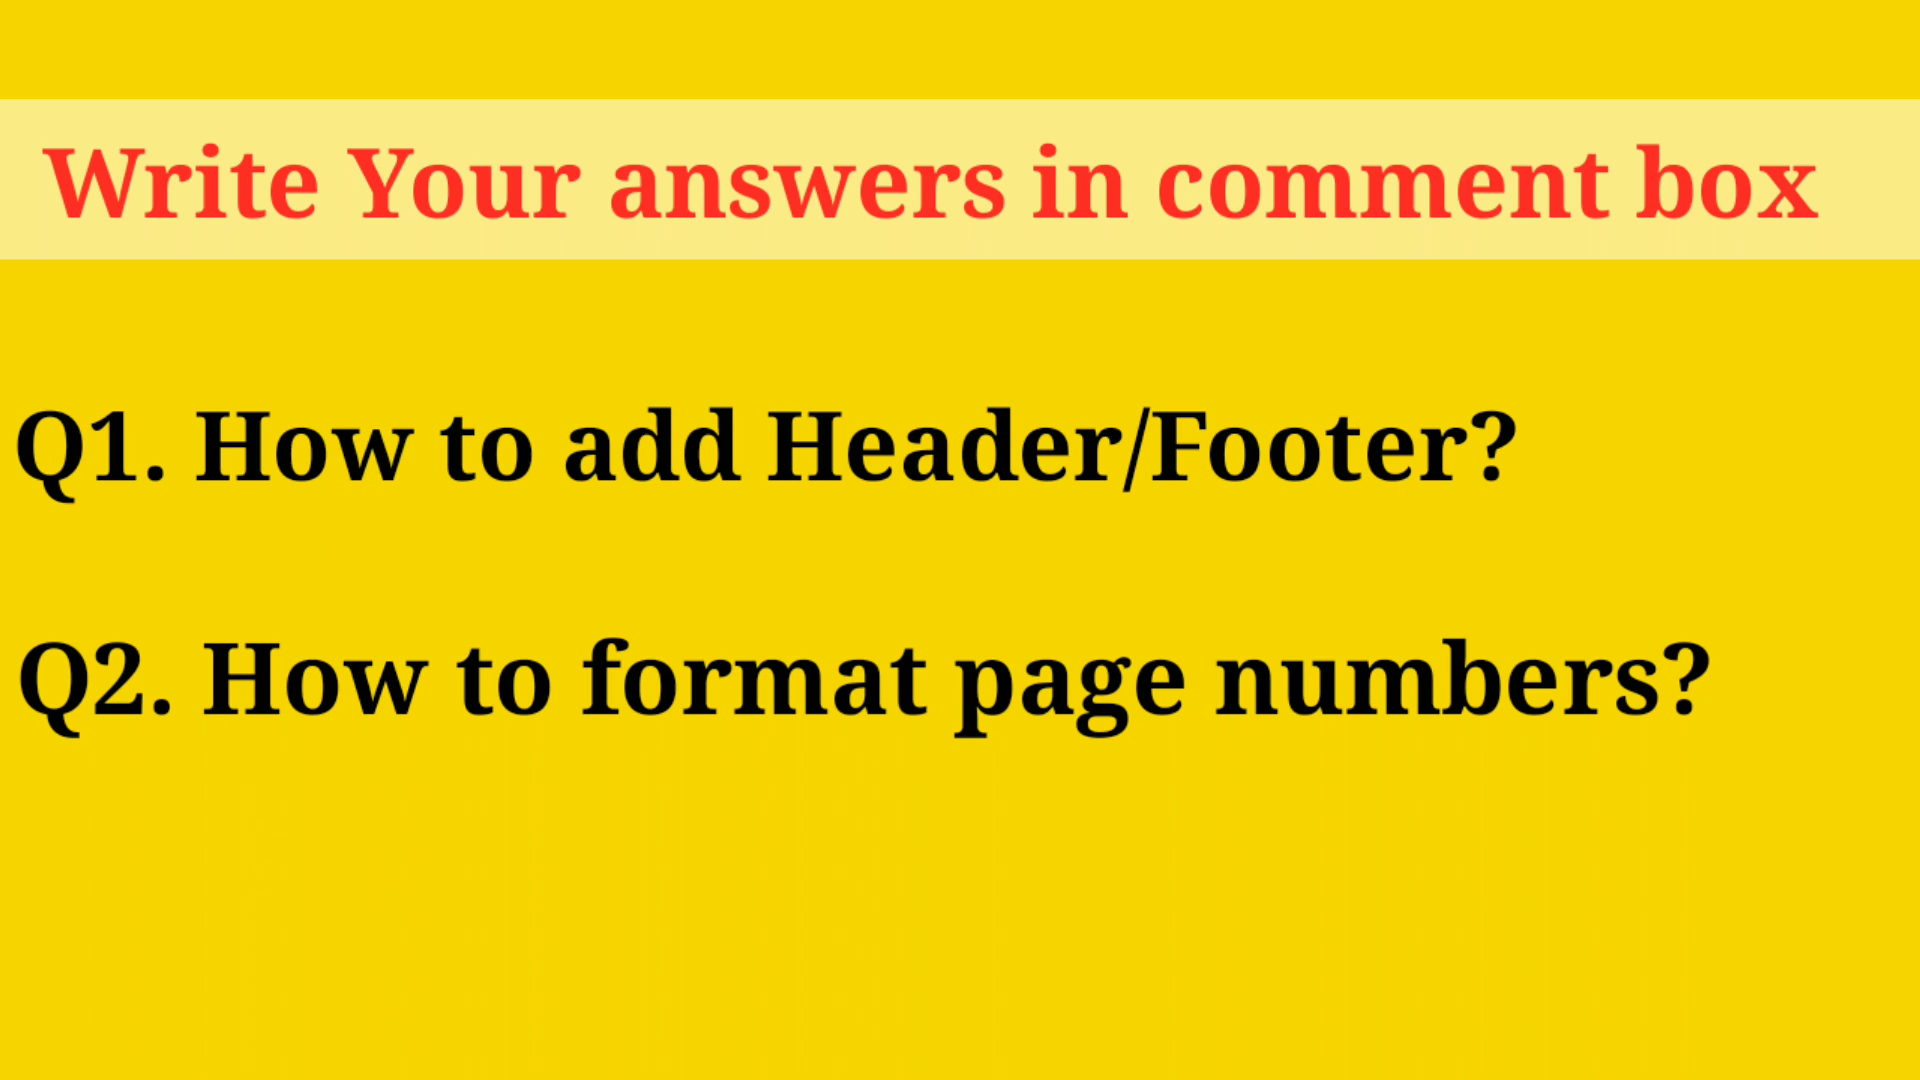 Write Your answers in comment box
Q1. How to add Header/Footer?
Q2. How to format page numbers?